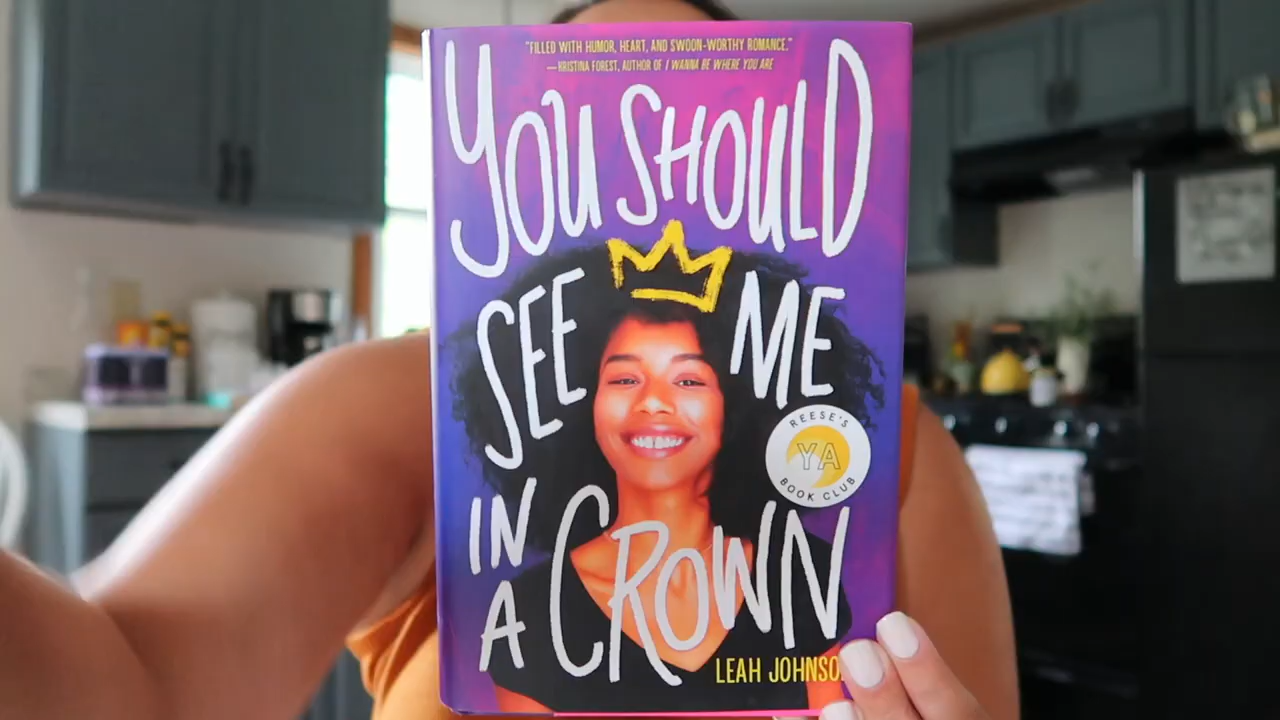 "FILLED WITH HUMOR, HEART, AND SWOON-WORTHY ROMANCE."
—KRISTINA FOREST, AUTHOR OF I WANNA BE WHERE YOU ARE
YOU SHOULD
SEE ME
IN
A CROWN
REESE'S
YA
BOOK CLUB
LEAH JOHNSO